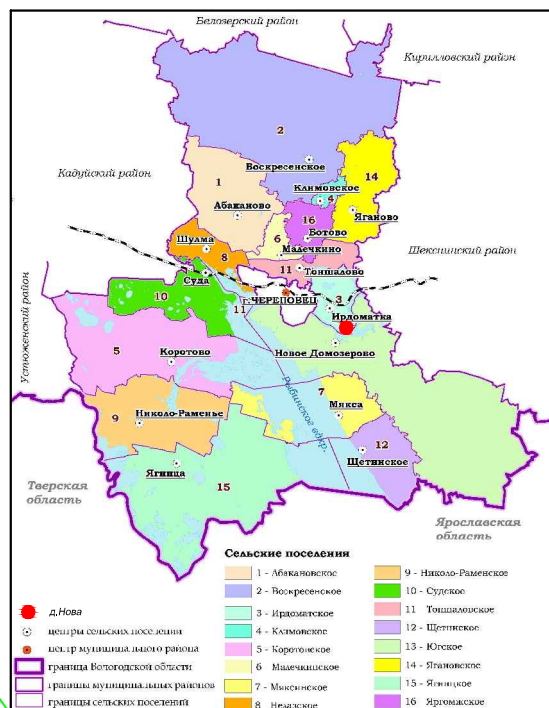 Белозерский район
Кирилловский район
2
Воскресенское
14
Кадуйский район
1
Климовское
4
Абаканово
16
Яганово
Ботово
Шулма
6
Малечкино
8
Шекснинский район
11
Тоншалово
Суда
г.ЧЕРЕПОВЕЦ
3
10
11
Ирдоматка
Устюженский район
Новое Домозерово
5
Коротово
13
Рыбинское вдхр.
7
Мякса
9
Николо-Раменье
12
Щетинское
Ягница
15
Тверская область
Ярославская область
Сельские поселения
1 - Абакановское
2 - Воскресенское
3 - Ирдоматское
4 - Климовское
5 - Коротовское
6 - Малечкинское
7 - Мяксинское
8 - Нелазское
9 - Николо-Раменское
10 - Судское
11 - Тоншаловское
12 - Щетинское
13 - Югское
14 - Ягановское
15 - Ягницкое
16 - Яргомжское
д.Нова
центры сельских поселений
центр муниципального района
граница Вологодской области
границы муниципальных районов
границы сельских поселений